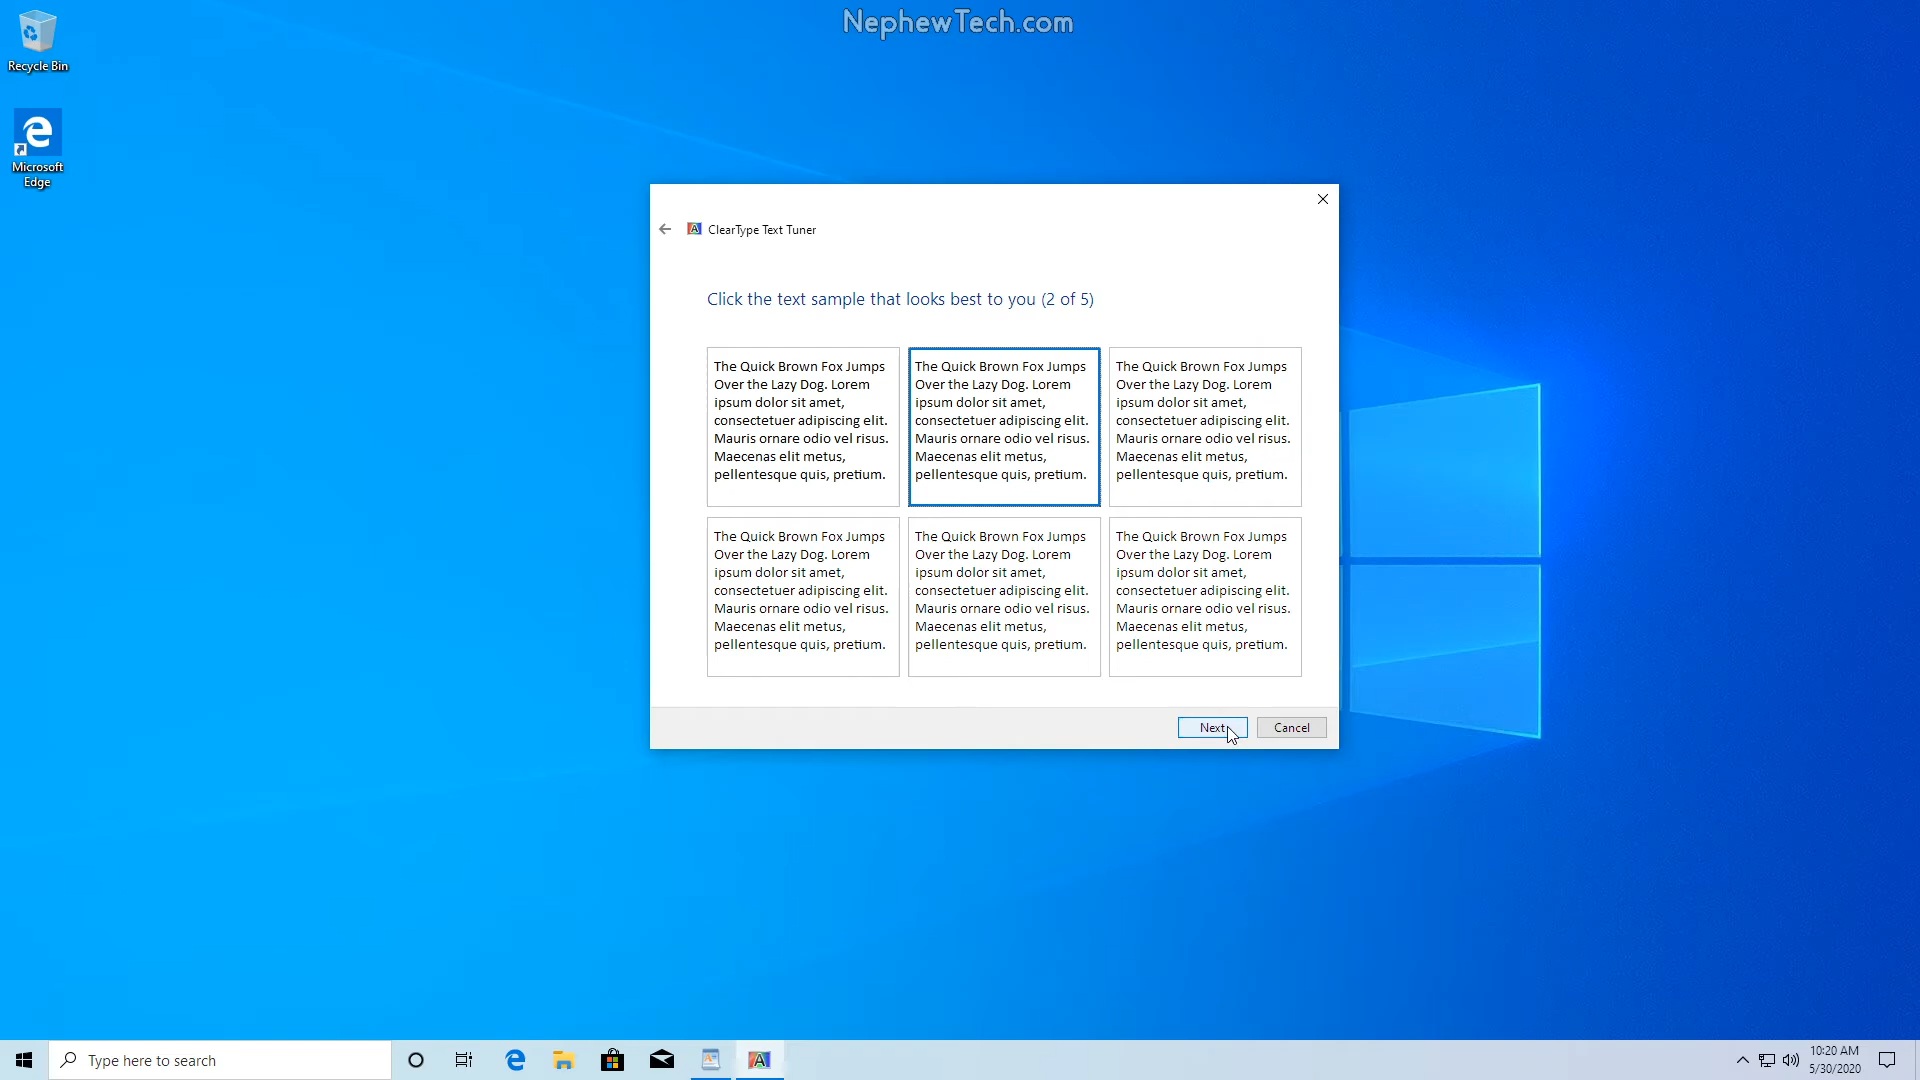 NephewTech.com
Recycle Bin
Microsoft
Edge
ClearType Text Tuner
Click the text sample that looks best to you (2 of 5)
The Quick Brown Fox Jumps
Over the Lazy Dog. Lorem
ipsum dolor sit amet,
consectetuer adipiscing elit.
Mauris ornare odio vel risus.
Maecenas elit metus,
pellentesque quis, pretium.
The Quick Brown Fox Jumps
Over the Lazy Dog. Lorem
ipsum dolor sit amet,
consectetuer adipiscing elit.
Mauris ornare odio vel risus.
Maecenas elit metus,
pellentesque quis, pretium.
The Quick Brown Fox Jumps
Over the Lazy Dog. Lorem
ipsum dolor sit amet,
consectetuer adipiscing elit.
Mauris ornare odio vel risus.
Maecenas elit metus,
pellentesque quis, pretium.
The Quick Brown Fox Jumps
Over the Lazy Dog. Lorem
ipsum dolor sit amet,
consectetuer adipiscing elit.
Mauris ornare odio vel risus.
Maecenas elit metus,
pellentesque quis, pretium.
The Quick Brown Fox Jumps
Over the Lazy Dog. Lorem
ipsum dolor sit amet,
consectetuer adipiscing elit.
Mauris ornare odio vel risus.
Maecenas elit metus,
pellentesque quis, pretium.
The Quick Brown Fox Jumps
Over the Lazy Dog. Lorem
ipsum dolor sit amet,
consectetuer adipiscing elit.
Mauris ornare odio vel risus.
Maecenas elit metus,
pellentesque quis, pretium.
Next
Cancel
Type here to search
10:20 AM
5/30/2020